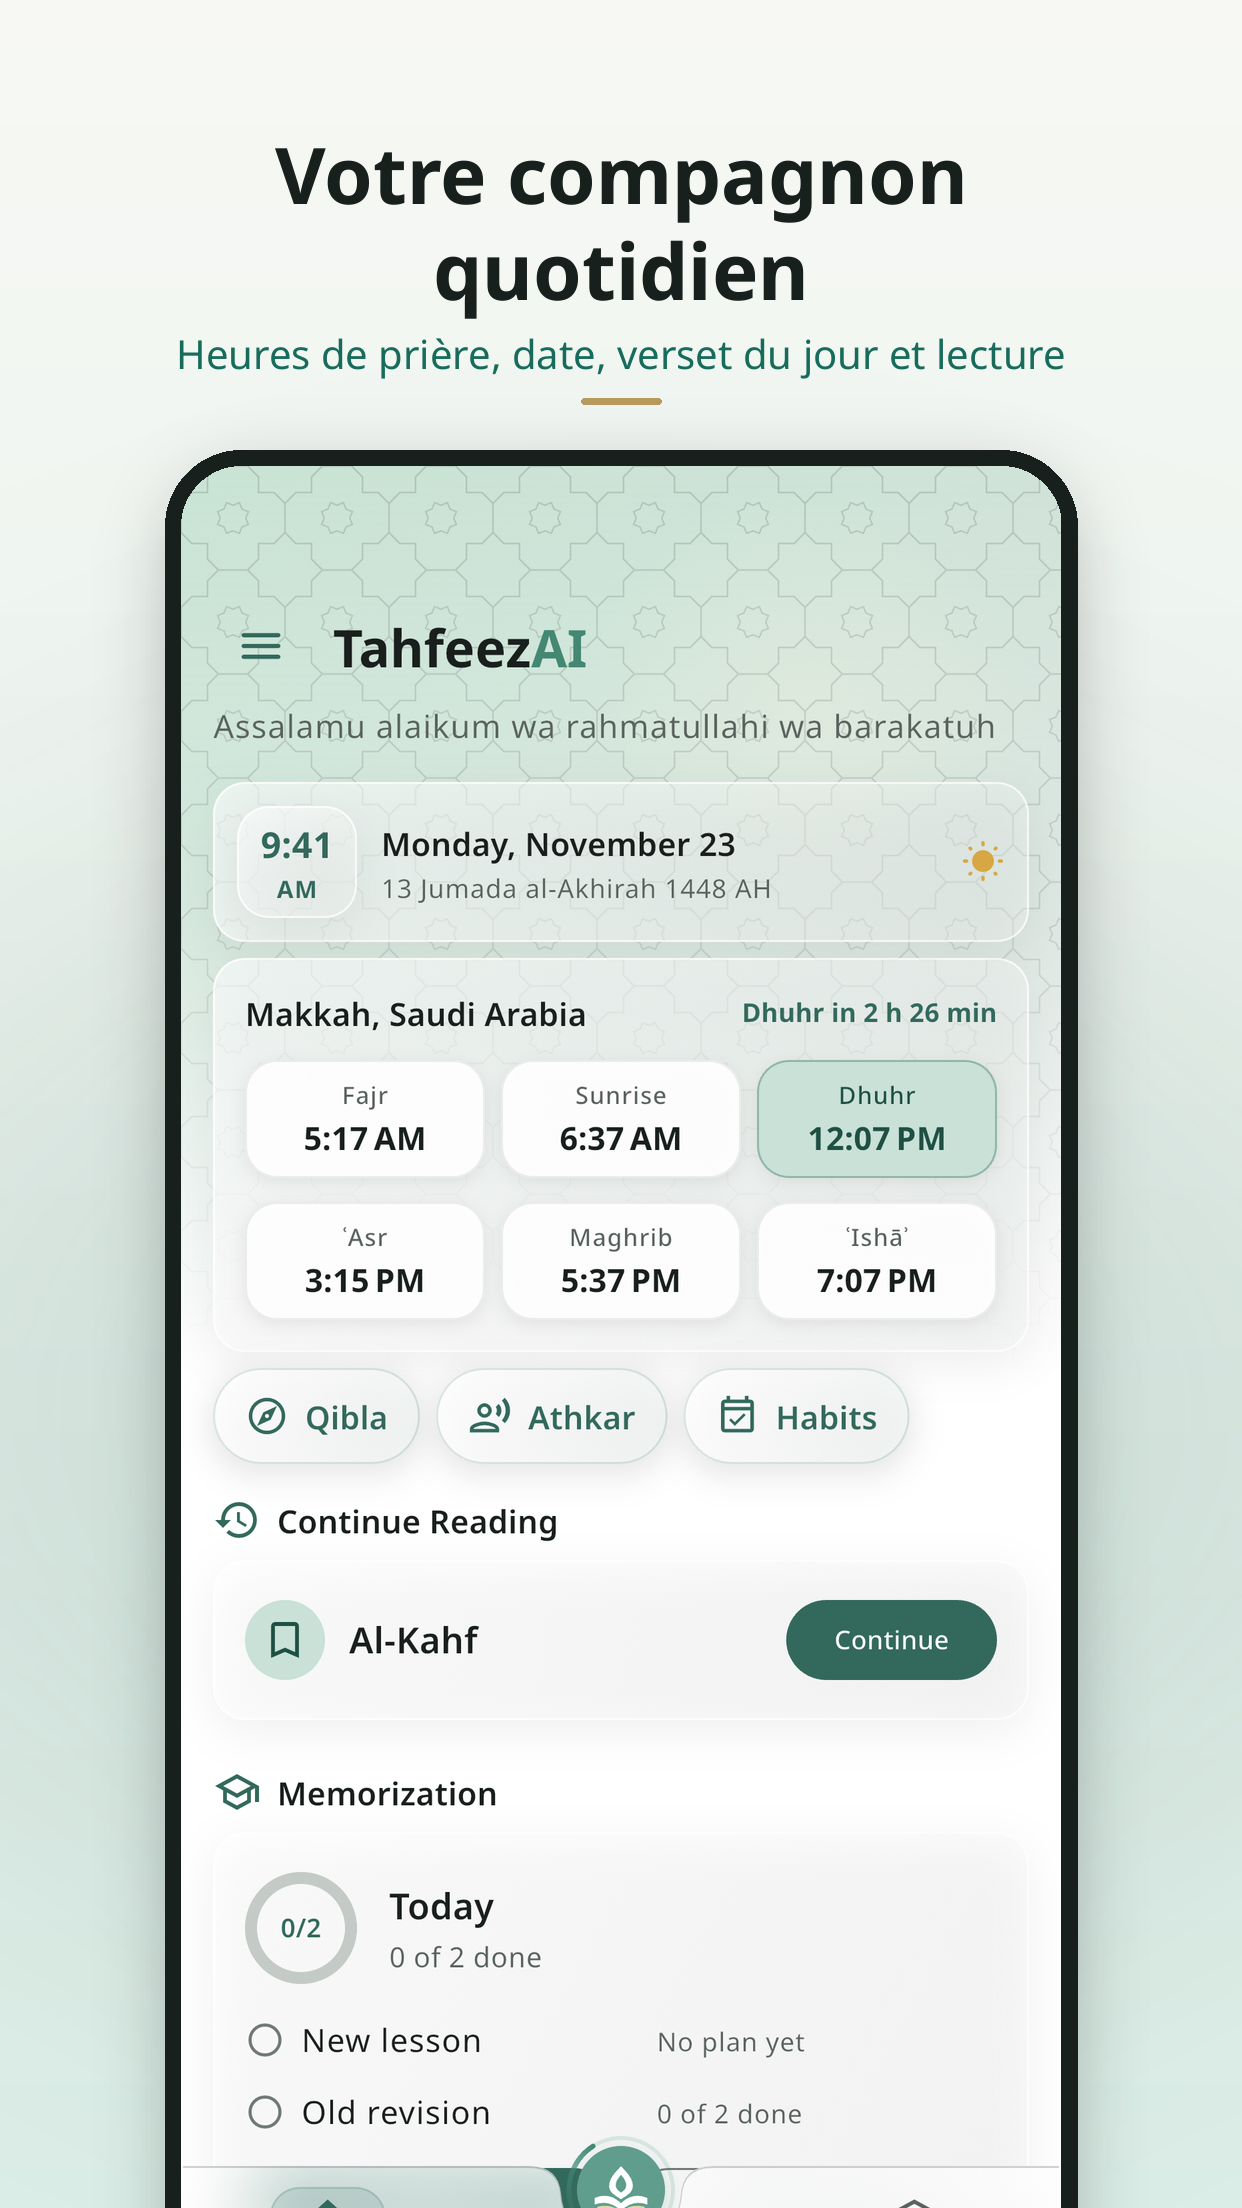 Votre compagnon
quotidien
Heures de prière, date, verset du jour et lecture
TahfeezAI
Assalamu alaikum wa rahmatullahi wa barakatuh
9:41
AM
Monday, November 23
13 Jumada al-Akhirah 1448 AH
Makkah, Saudi Arabia
Dhuhr in 2 h 26 min
Fajr
5:17 AM
Sunrise
6:37 AM
Dhuhr
12:07 PM
ʿAsr
3:15 PM
Maghrib
5:37 PM
ʿIshāʾ
7:07 PM
Qibla
Athkar
Habits
Continue Reading
Al-Kahf
Continue
Memorization
0/2
Today
0 of 2 done
New lesson
No plan yet
Old revision
0 of 2 done